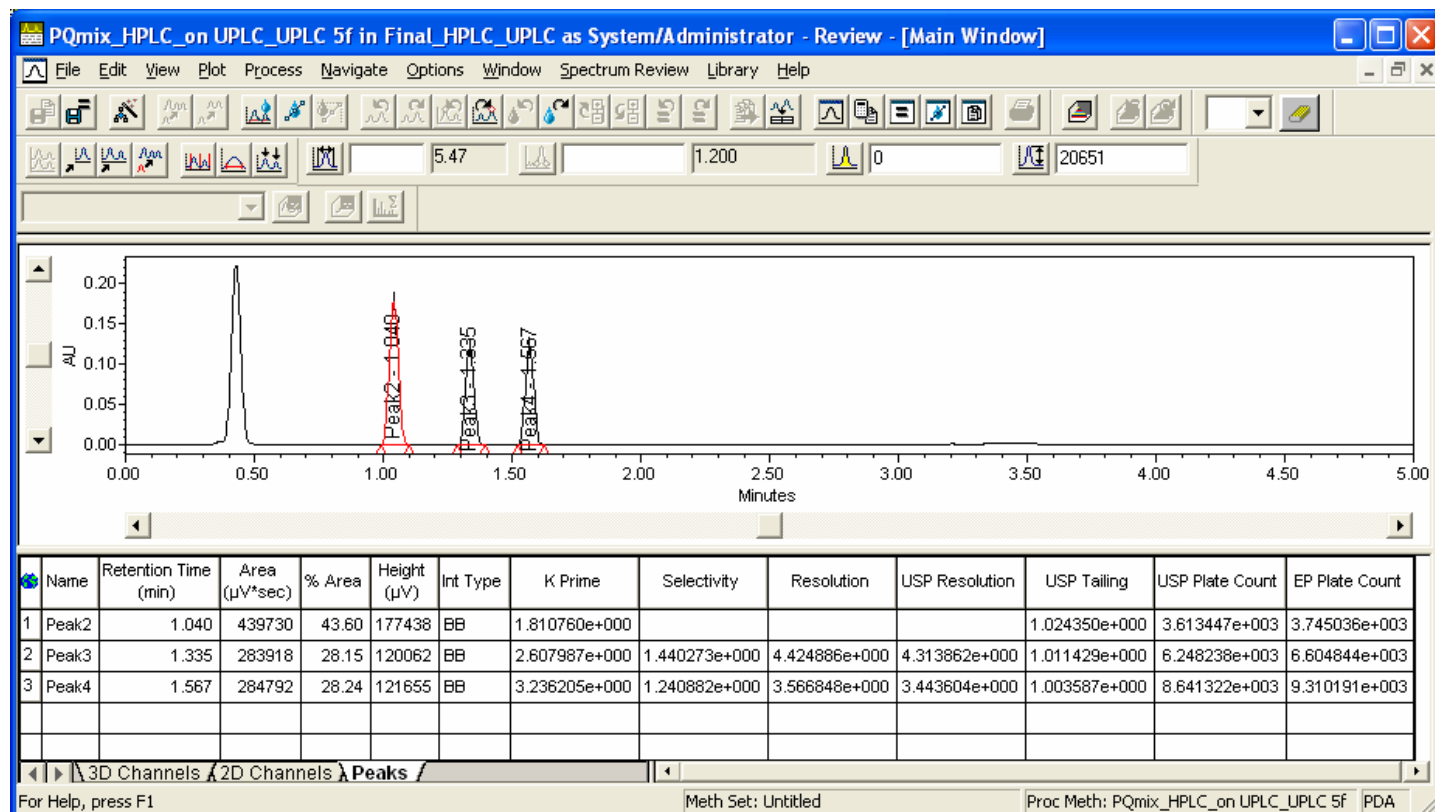 PQmix_HPLC_on UPLC_UPLC 5f in Final_HPLC_UPLC as System/Administrator - Review - [Main Window]
File Edit View Plot Process Navigate Options Window Spectrum Review Library Help
5.47 1.200 0 20651
0.20
0.15
0.10
0.05
0.00
AU
Peak2 - 1.040
Peak3 - 1.335
Peak4 - 1.567
0.00 0.50 1.00 1.50 2.00 2.50 3.00 3.50 4.00 4.50 5.00
Minutes
Name Retention Time (min) Area (µV*sec) % Area Height (µV) Int Type K Prime Selectivity Resolution USP Resolution USP Tailing USP Plate Count EP Plate Count
1 Peak2 1.040 439730 43.60 177438 BB 1.810760e+000 1.024350e+000 3.613447e+003 3.745036e+003
2 Peak3 1.335 283918 28.15 120062 BB 2.607987e+000 1.440273e+000 4.424886e+000 4.313862e+000 1.011429e+000 6.248238e+003 6.604844e+003
3 Peak4 1.567 284792 28.24 121655 BB 3.236205e+000 1.240882e+000 3.566848e+000 3.443604e+000 1.003587e+000 8.641322e+003 9.310191e+003
3D Channels 2D Channels Peaks
For Help, press F1 Meth Set: Untitled Proc Meth: PQmix_HPLC_on UPLC_UPLC 5f PDA